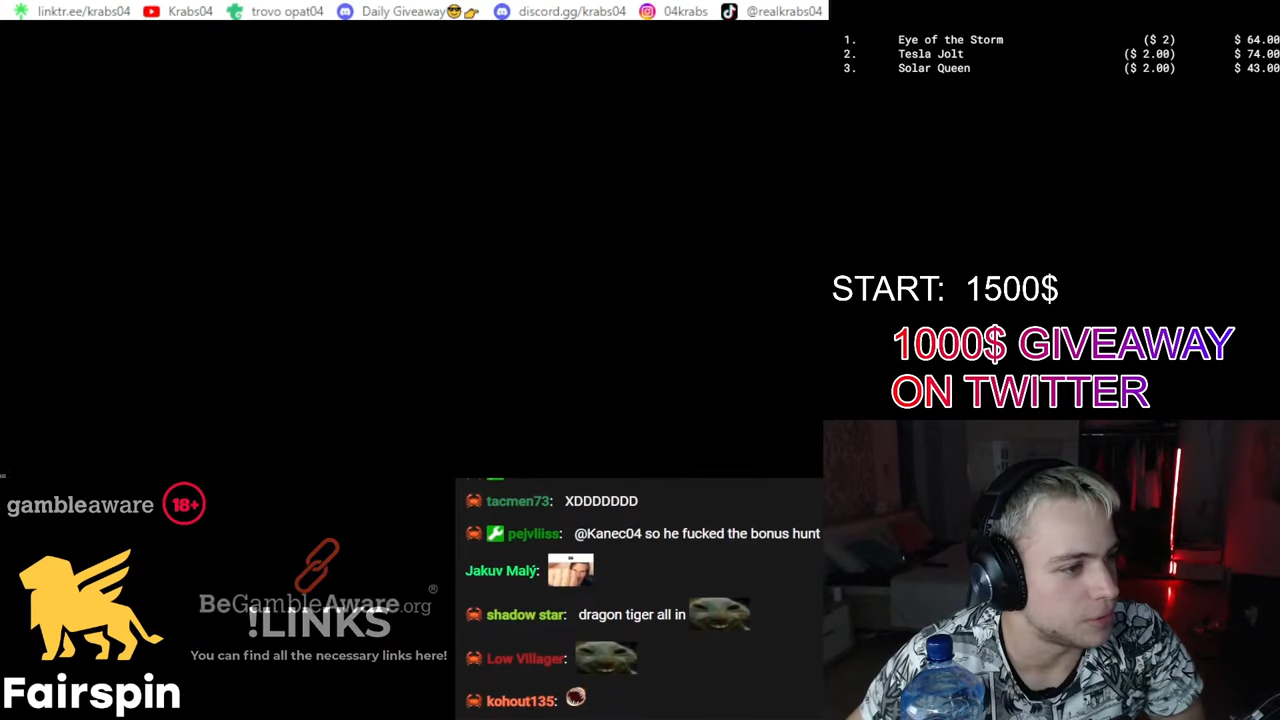 linktr.ee/krabs04 Krabs04 trovo opat04 Daily Giveaway😎👉 discord.gg/krabs04 04krabs @realkrabs04
1. Eye of the Storm ($ 2) $ 64.00
2. Tesla Jolt ($ 2.00) $ 74.00
3. Solar Queen ($ 2.00) $ 43.00
START: 1500$
1000$ GIVEAWAY
ON TWITTER
gambleaware 18+
BeGambleAware.org®
!LINKS
You can find all the necessary links here!
Fairspin
tacmen73: XDDDDDDD
pejvlliss: @Kanec04 so he fucked the bonus hunt
Jakuv Malý:
shadow star: dragon tiger all in
Low Villager:
kohout135: